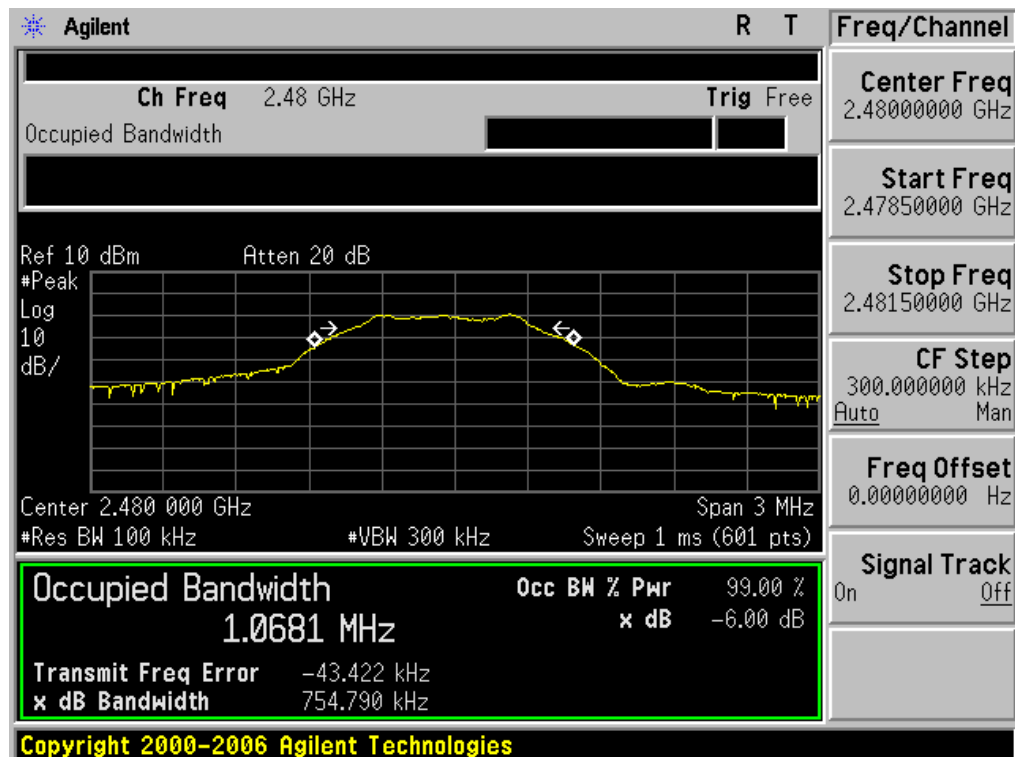 Agilent R T
Ch Freq 2.48 GHz Trig Free
Occupied Bandwidth
Ref 10 dBm Atten 20 dB
#Peak
Log
10
dB/
Center 2.480 000 GHz Span 3 MHz
#Res BW 100 kHz #VBW 300 kHz Sweep 1 ms (601 pts)
Occupied Bandwidth Occ BW % Pwr 99.00 %
1.0681 MHz x dB -6.00 dB
Transmit Freq Error -43.422 kHz
x dB Bandwidth 754.790 kHz
Freq/Channel
Center Freq
2.48000000 GHz
Start Freq
2.47850000 GHz
Stop Freq
2.48150000 GHz
CF Step
300.000000 kHz
Auto Man
Freq Offset
0.00000000 Hz
Signal Track
On Off
Copyright 2000-2006 Agilent Technologies